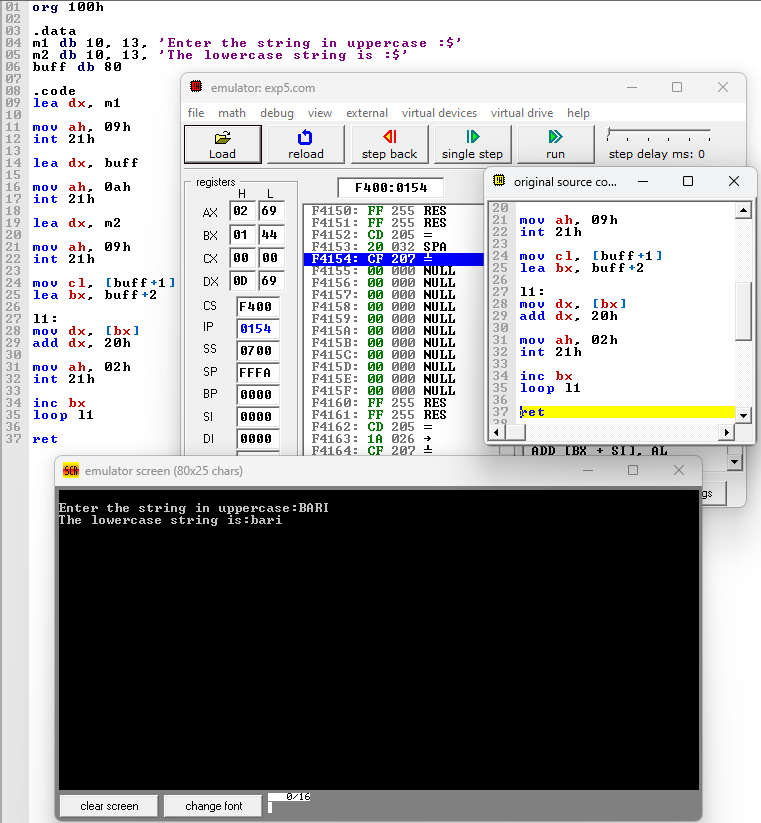 01 org 100h
02
03 .data
04 m1 db 10, 13, 'Enter the string in uppercase :$'
05 m2 db 10, 13, 'The lowercase string is :$'
06 buff db 80
07
08 .code
09 lea dx, m1
10
11 mov ah, 09h
12 int 21h
13
14 lea dx, buff
15
16 mov ah, 0ah
17 int 21h
18
19 lea dx, m2
20
21 mov ah, 09h
22 int 21h
23
24 mov cl, [buff+1]
25 lea bx, buff+2
26
27 l1:
28 mov dx, [bx]
29 add dx, 20h
30
31 mov ah, 02h
32 int 21h
33
34 inc bx
35 loop l1
36
37 ret
emulator: exp5.com
file math debug view external virtual devices virtual drive help
Load reload step back single step run step delay ms: 0
registers
H L
AX 02 69
BX 01 44
CX 00 00
DX 0D 69
CS F400
IP 0154
SS 0700
SP FFFA
BP 0000
SI 0000
DI 0000
F400:0154
F4150: FF 255 RES
F4151: FF 255 RES
F4152: CD 205 =
F4153: 20 032 SPA
F4154: CF 207 ╧
F4155: 00 000 NULL
F4156: 00 000 NULL
F4157: 00 000 NULL
F4158: 00 000 NULL
F4159: 00 000 NULL
F415A: 00 000 NULL
F415B: 00 000 NULL
F415C: 00 000 NULL
F415D: 00 000 NULL
F415E: 00 000 NULL
F415F: 00 000 NULL
F4160: FF 255 RES
F4161: FF 255 RES
F4162: CD 205 =
F4163: 1A 026 →
F4164: CF 207 ╧
ADD [BX + SI], AL
gs
original source co...
20
21 mov ah, 09h
22 int 21h
23
24 mov cl, [buff+1]
25 lea bx, buff+2
26
27 l1:
28 mov dx, [bx]
29 add dx, 20h
30
31 mov ah, 02h
32 int 21h
33
34 inc bx
35 loop l1
36
37 ret
38
SCR emulator screen (80x25 chars)
Enter the string in uppercase:BARI
The lowercase string is:bari
clear screen change font 0/16